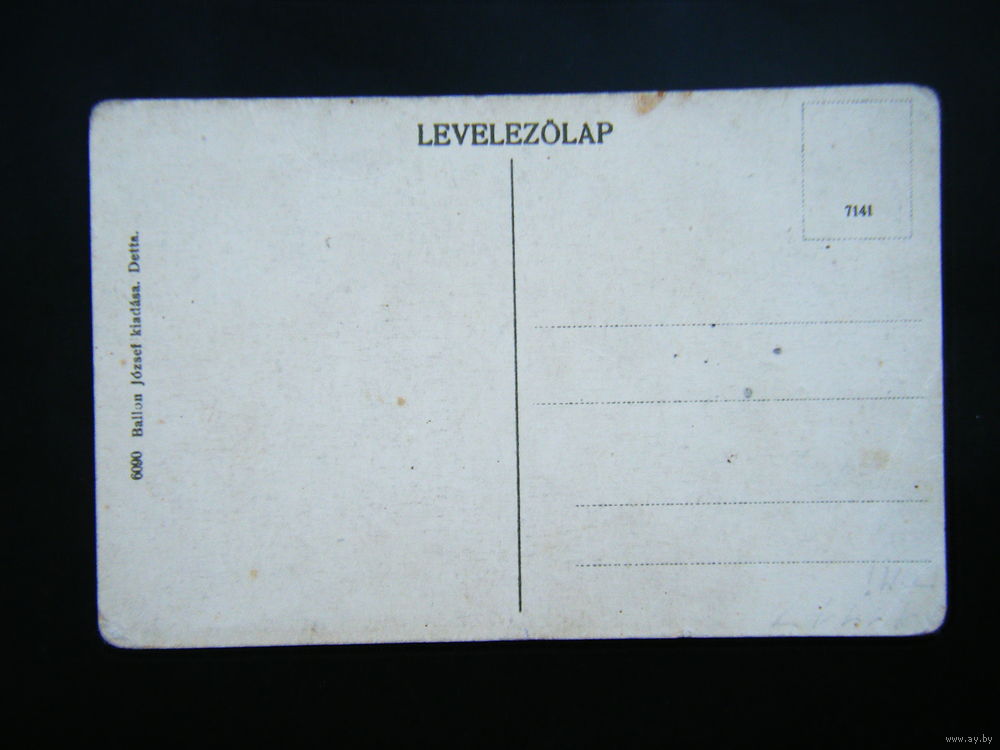 LEVELEZŐLAP
7141
6090 Ballon József kiadása. Detta.
www.ay.by